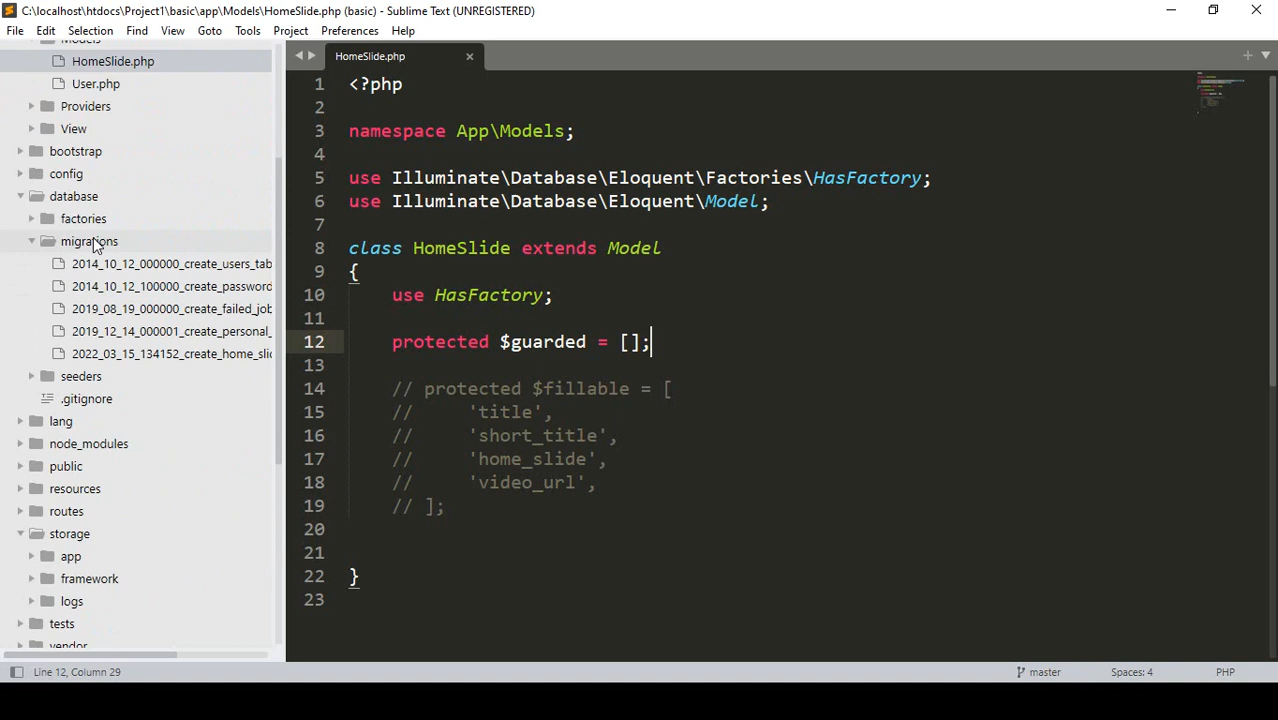 C:\localhost\htdocs\Project1\basic\app\Models\HomeSlide.php (basic) - Sublime Text (UNREGISTERED)
File Edit Selection Find View Goto Tools Project Preferences Help
Models
HomeSlide.php
User.php
Providers
View
bootstrap
config
database
factories
migrations
2014_10_12_000000_create_users_tab
2014_10_12_100000_create_password
2019_08_19_000000_create_failed_job
2019_12_14_000001_create_personal_
2022_03_15_134152_create_home_slid
seeders
.gitignore
lang
node_modules
public
resources
routes
storage
app
framework
logs
tests
vendor
HomeSlide.php
1 <?php
2
3 namespace App\Models;
4
5 use Illuminate\Database\Eloquent\Factories\HasFactory;
6 use Illuminate\Database\Eloquent\Model;
7
8 class HomeSlide extends Model
9 {
10 use HasFactory;
11
12 protected $guarded = [];
13
14 // protected $fillable = [
15 // 'title',
16 // 'short_title',
17 // 'home_slide',
18 // 'video_url',
19 // ];
20
21
22 }
23
Line 12, Column 29
master
Spaces: 4
PHP